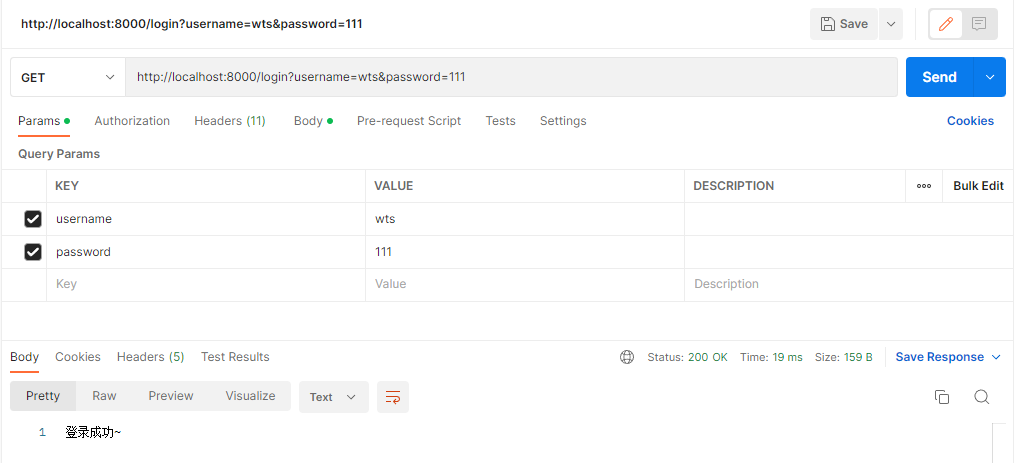 http://localhost:8000/login?username=wts&password=111 Save
GET http://localhost:8000/login?username=wts&password=111 Send
Params Authorization Headers (11) Body Pre-request Script Tests Settings Cookies
Query Params
KEY VALUE DESCRIPTION ooo Bulk Edit
username wts
password 111
Key Value Description
Body Cookies Headers (5) Test Results Status: 200 OK Time: 19 ms Size: 159 B Save Response
Pretty Raw Preview Visualize Text
1 登录成功~